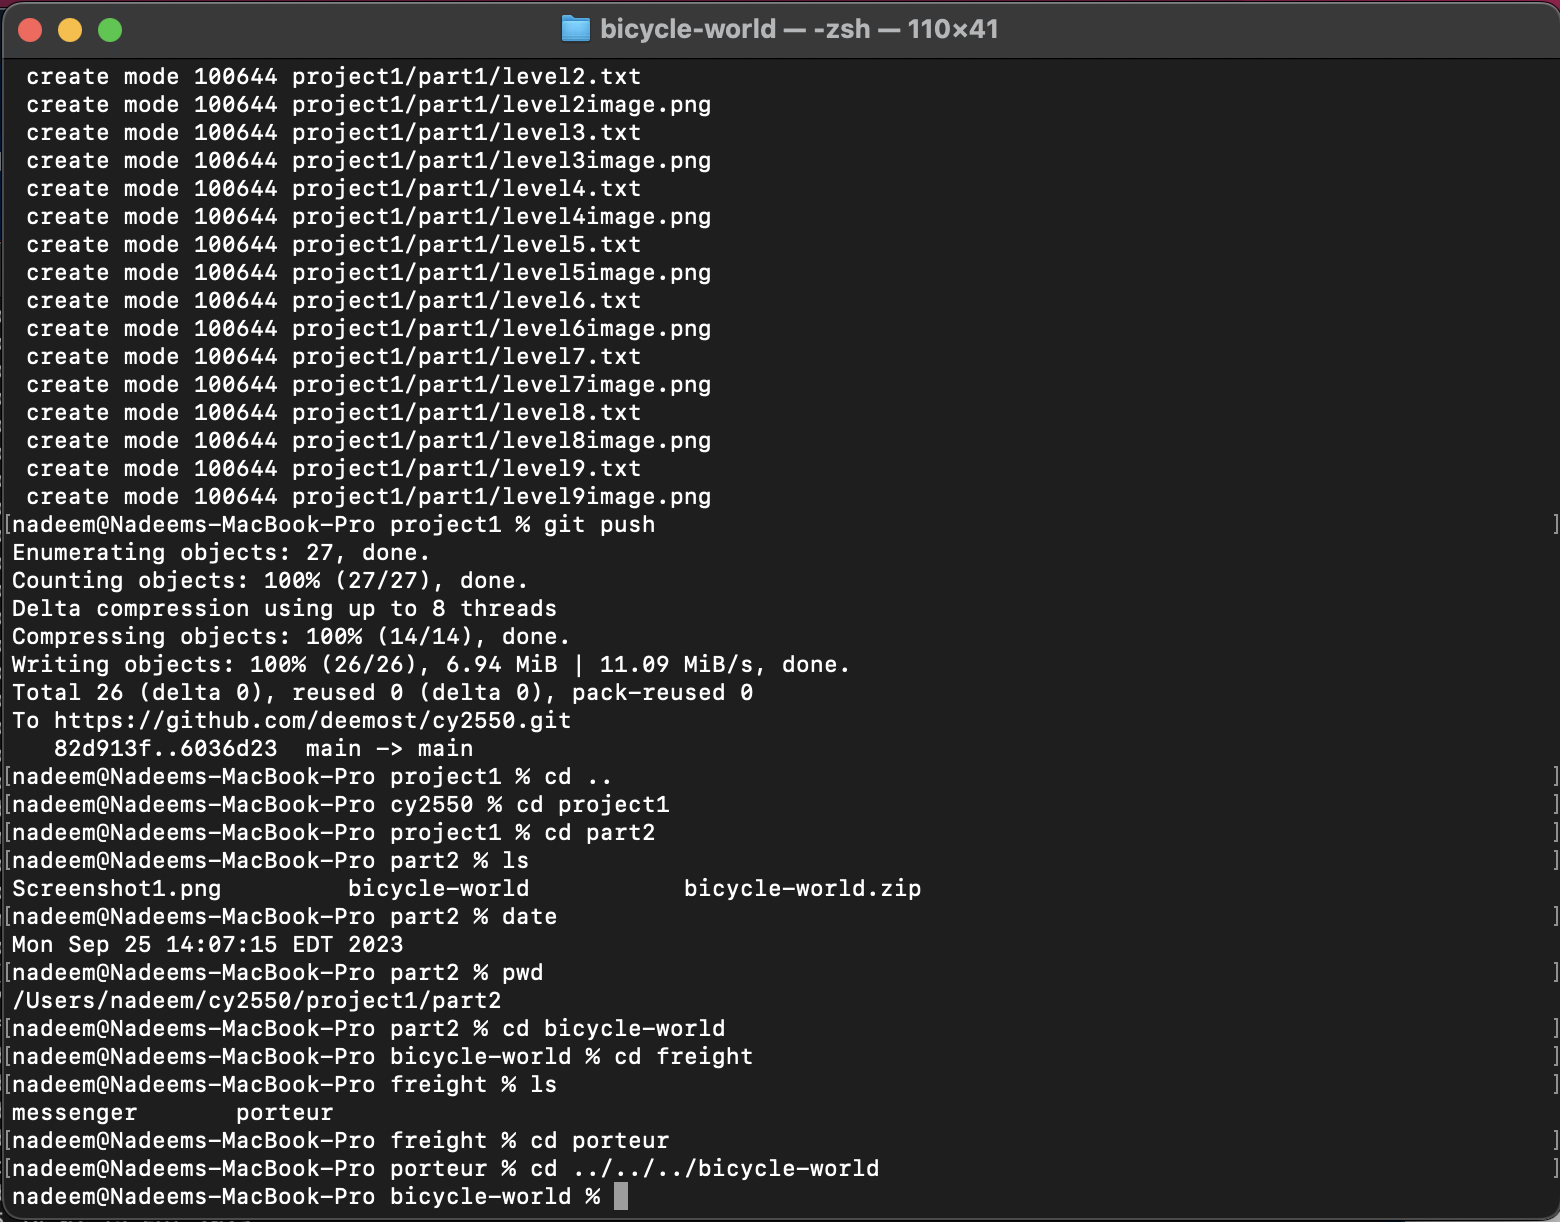 bicycle-world — -zsh — 110×41
create mode 100644 project1/part1/level2.txt
create mode 100644 project1/part1/level2image.png
create mode 100644 project1/part1/level3.txt
create mode 100644 project1/part1/level3image.png
create mode 100644 project1/part1/level4.txt
create mode 100644 project1/part1/level4image.png
create mode 100644 project1/part1/level5.txt
create mode 100644 project1/part1/level5image.png
create mode 100644 project1/part1/level6.txt
create mode 100644 project1/part1/level6image.png
create mode 100644 project1/part1/level7.txt
create mode 100644 project1/part1/level7image.png
create mode 100644 project1/part1/level8.txt
create mode 100644 project1/part1/level8image.png
create mode 100644 project1/part1/level9.txt
create mode 100644 project1/part1/level9image.png
[nadeem@Nadeems-MacBook-Pro project1 % git push ]
Enumerating objects: 27, done.
Counting objects: 100% (27/27), done.
Delta compression using up to 8 threads
Compressing objects: 100% (14/14), done.
Writing objects: 100% (26/26), 6.94 MiB | 11.09 MiB/s, done.
Total 26 (delta 0), reused 0 (delta 0), pack-reused 0
To https://github.com/deemost/cy2550.git
82d913f..6036d23  main -> main
[nadeem@Nadeems-MacBook-Pro project1 % cd .. ]
[nadeem@Nadeems-MacBook-Pro cy2550 % cd project1 ]
[nadeem@Nadeems-MacBook-Pro project1 % cd part2 ]
[nadeem@Nadeems-MacBook-Pro part2 % ls ]
Screenshot1.png bicycle-world bicycle-world.zip
[nadeem@Nadeems-MacBook-Pro part2 % date ]
Mon Sep 25 14:07:15 EDT 2023
[nadeem@Nadeems-MacBook-Pro part2 % pwd ]
/Users/nadeem/cy2550/project1/part2
[nadeem@Nadeems-MacBook-Pro part2 % cd bicycle-world ]
[nadeem@Nadeems-MacBook-Pro bicycle-world % cd freight ]
[nadeem@Nadeems-MacBook-Pro freight % ls ]
messenger porteur
[nadeem@Nadeems-MacBook-Pro freight % cd porteur ]
[nadeem@Nadeems-MacBook-Pro porteur % cd ../../../bicycle-world ]
nadeem@Nadeems-MacBook-Pro bicycle-world %